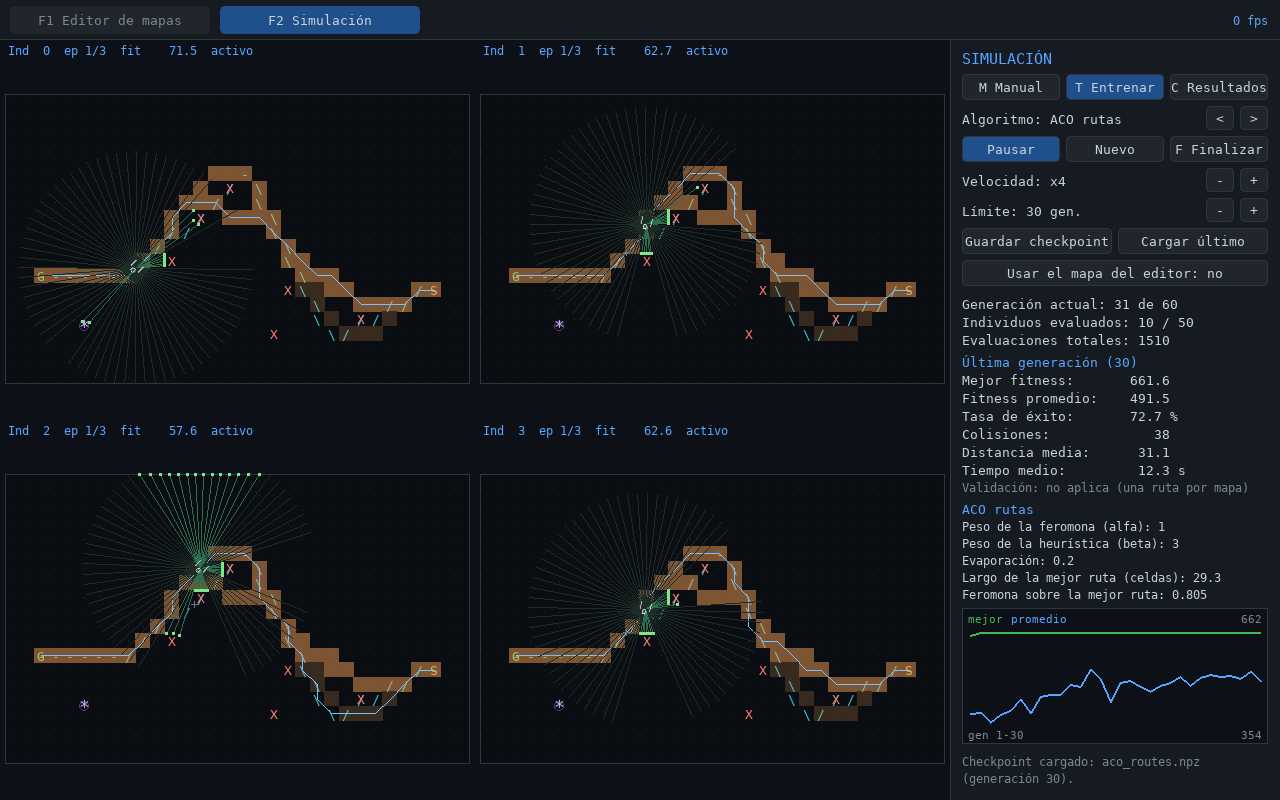 F1 Editor de mapas
F2 Simulación
0 fps
Ind 0 ep 1/3 fit 71.5 activo
Ind 1 ep 1/3 fit 62.7 activo
Ind 2 ep 1/3 fit 57.6 activo
Ind 3 ep 1/3 fit 62.6 activo
SIMULACIÓN
M Manual
T Entrenar
C Resultados
Algoritmo: ACO rutas
<
>
Pausar
Nuevo
F Finalizar
Velocidad: x4
-
+
Límite: 30 gen.
-
+
Guardar checkpoint
Cargar último
Usar el mapa del editor: no
Generación actual: 31 de 60
Individuos evaluados: 10 / 50
Evaluaciones totales: 1510
Última generación (30)
Mejor fitness: 661.6
Fitness promedio: 491.5
Tasa de éxito: 72.7 %
Colisiones: 38
Distancia media: 31.1
Tiempo medio: 12.3 s
Validación: no aplica (una ruta por mapa)
ACO rutas
Peso de la feromona (alfa): 1
Peso de la heurística (beta): 3
Evaporación: 0.2
Largo de la mejor ruta (celdas): 29.3
Feromona sobre la mejor ruta: 0.805
mejor promedio 662
gen 1-30 354
Checkpoint cargado: aco_routes.npz
(generación 30).